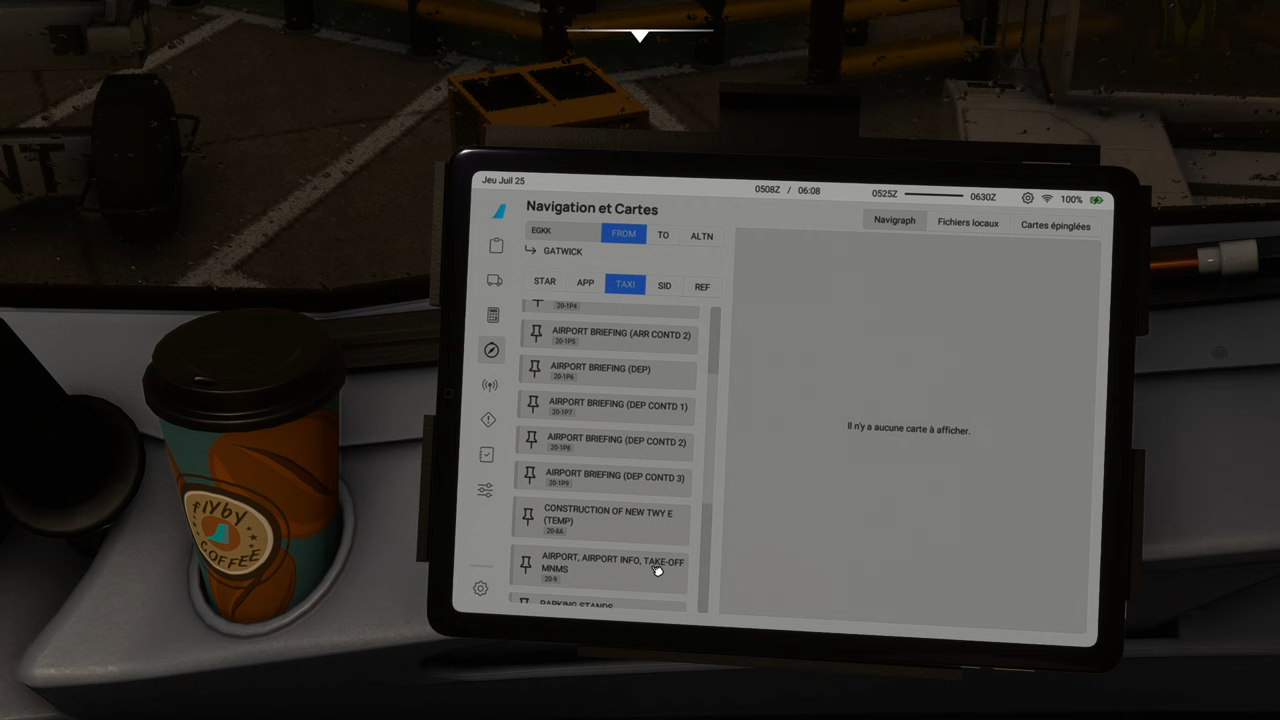 Jeu Juil 25
0508Z / 06:08
0525Z
0630Z
100%
Navigation et Cartes
Navigraph
Fichiers locaux
Cartes épinglées
EGKK
FROM
TO
ALTN
GATWICK
STAR
APP
TAXI
SID
REF
20-1P4
AIRPORT BRIEFING (ARR CONTD 2)
20-1P5
AIRPORT BRIEFING (DEP)
20-1P6
AIRPORT BRIEFING (DEP CONTD 1)
20-1P7
AIRPORT BRIEFING (DEP CONTD 2)
20-1P8
AIRPORT BRIEFING (DEP CONTD 3)
20-1P9
CONSTRUCTION OF NEW TWY E
(TEMP)
20-8A
AIRPORT, AIRPORT INFO, TAKE-OFF
MNMS
20-9
PARKING STANDS
Il n'y a aucune carte à afficher.
flyby
COFFEE